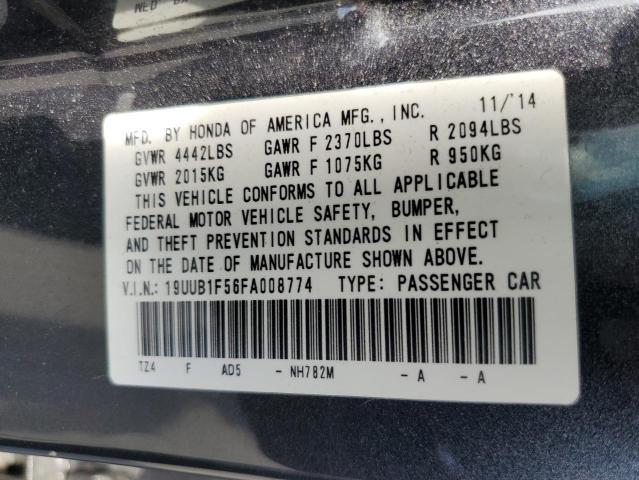 MFD. BY HONDA OF AMERICA MFG., INC. 11/'14
GVWR 4442LBS GAWR F 2370LBS R 2094LBS
GVWR 2015KG GAWR F 1075KG R 950KG
THIS VEHICLE CONFORMS TO ALL APPLICABLE
FEDERAL MOTOR VEHICLE SAFETY, BUMPER,
AND THEFT PREVENTION STANDARDS IN EFFECT
ON THE DATE OF MANUFACTURE SHOWN ABOVE.
V.I.N.: 19UUB1F56FA008774 TYPE: PASSENGER CAR
TZ4 F AD5 - NH782M - A - A